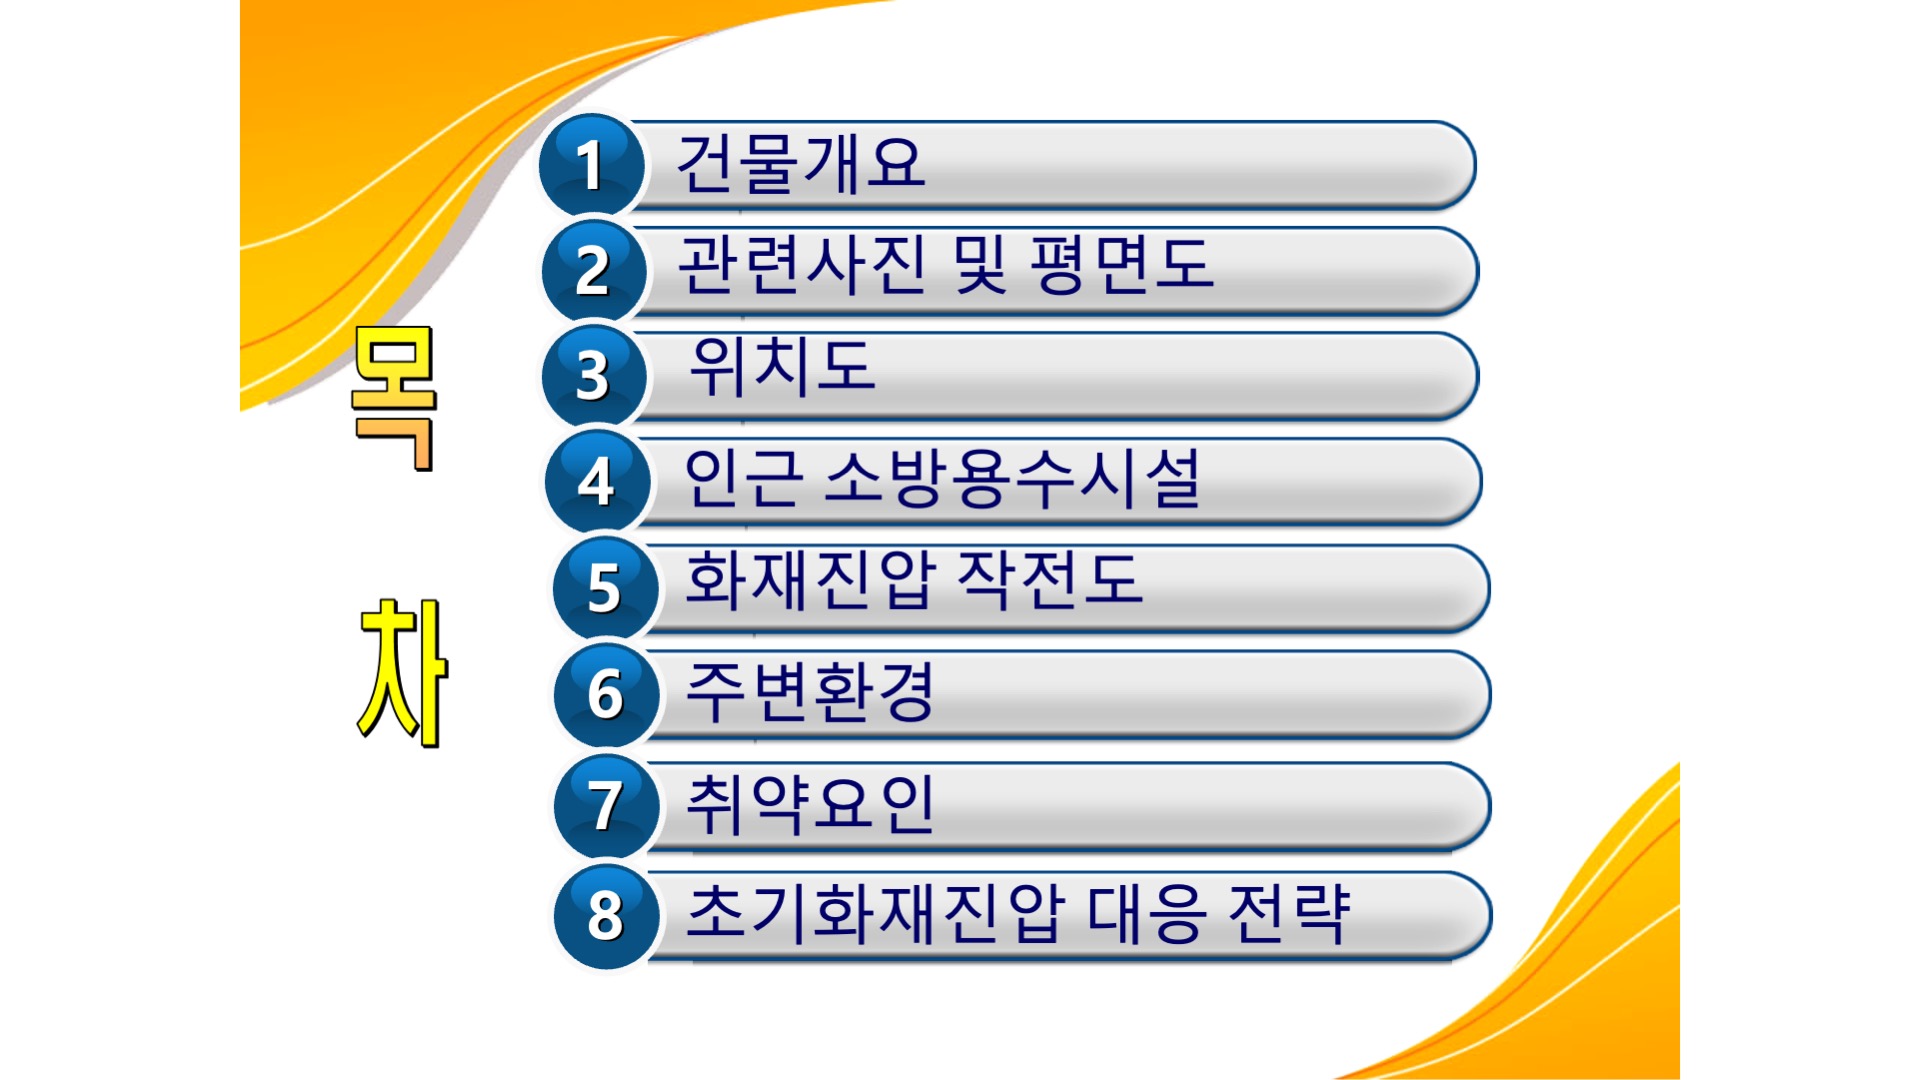 목 차
1 건물개요
2 관련사진 및 평면도
3 위치도
4 인근 소방용수시설
5 화재진압 작전도
6 주변환경
7 취약요인
8 초기화재진압 대응 전략